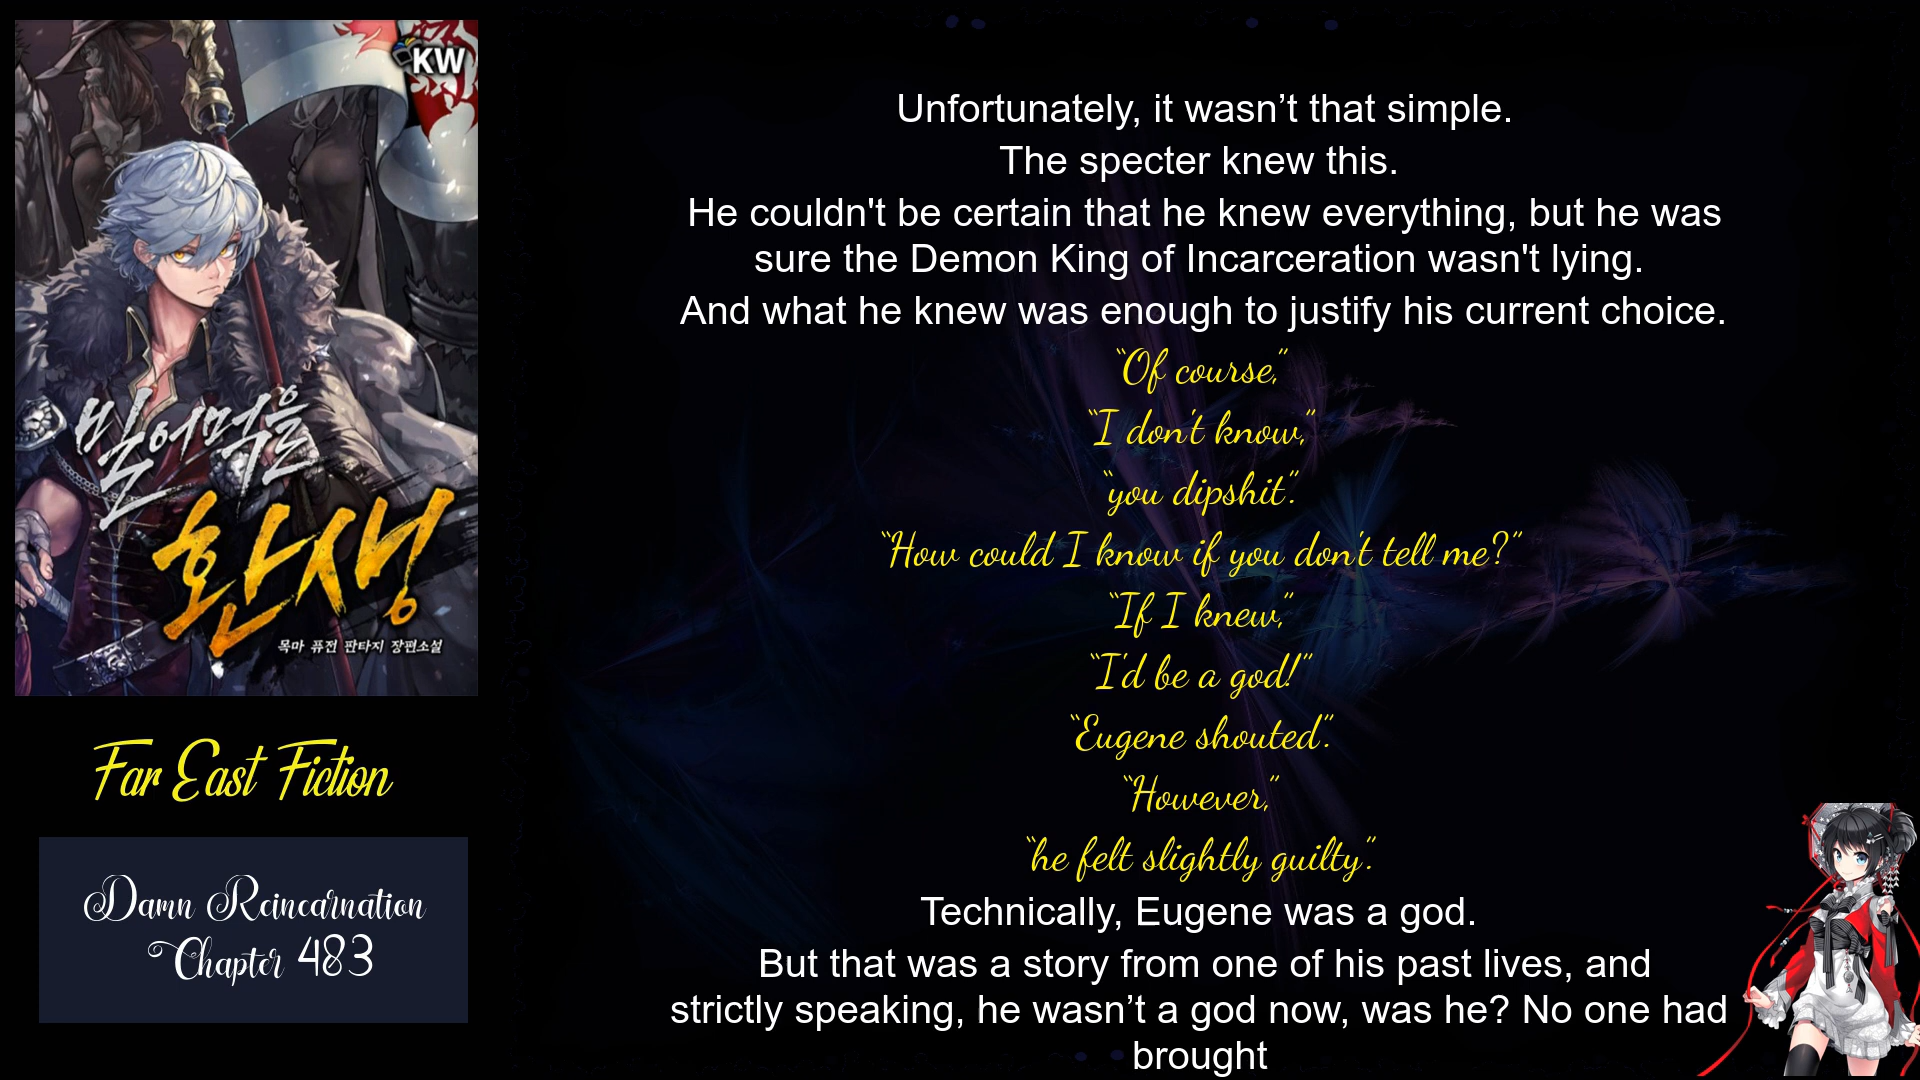 KW
빌어먹을
환생
목마 퓨전 판타지 장편소설
Far East Fiction
Damn Reincarnation
Chapter 483
Unfortunately, it wasn’t that simple.
The specter knew this.
He couldn't be certain that he knew everything, but he was
sure the Demon King of Incarceration wasn't lying.
And what he knew was enough to justify his current choice.
“Of course,”
“I don't know,”
“you dipshit”.
“How could I know if you don't tell me?”
“If I knew,”
“I'd be a god!”
“Eugene shouted”.
“However,”
“he felt slightly guilty”.
Technically, Eugene was a god.
But that was a story from one of his past lives, and
strictly speaking, he wasn’t a god now, was he? No one had
brought